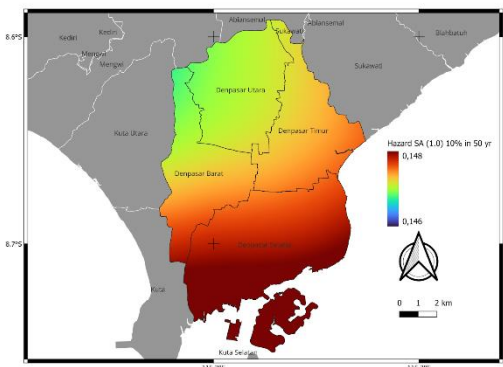 Ablansemal
Ablansemal
8.6°S
Kediri
Kediri
Sukawati
Blahbatuh
Mengwi
Mengwi
Sukawati
Denpasar Utara
Kuta Utara
Denpasar Timur
Hazard SA (1.0) 10% in 50 yr
0,148
Denpasar Barat
0,146
8.7°S
Denpasar Selatan
Kuta
0 1 2 km
Kuta Selatan